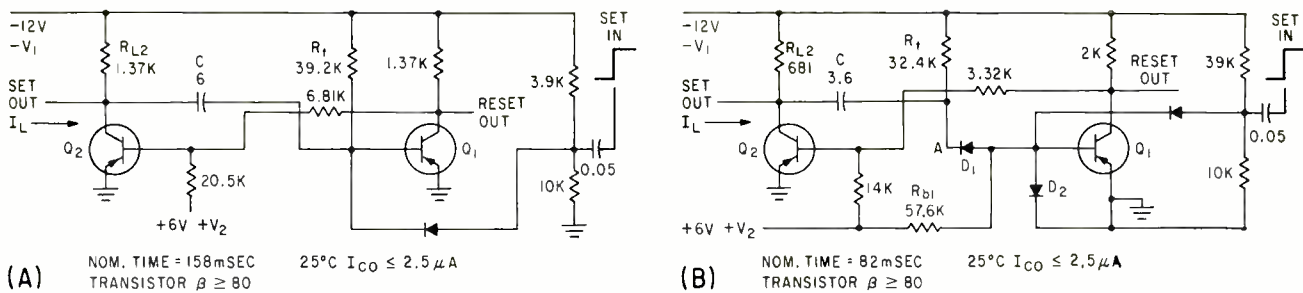 -12V
-V1
RL2
1.37K
C
6
Rt
39.2K
1.37K
SET
IN
3.9K
SET
OUT
6.81K
RESET
OUT
IL
Q2
Q1
0.05
20.5K
10K
+6V +V2
(A)
NOM. TIME = 158mSEC
25°C ICO ≤ 2.5μA
TRANSISTOR β ≥ 80
-12V
-V1
RL2
681
C
3.6
Rt
32.4K
3.32K
2K
RESET
OUT
39K
SET
IN
SET
OUT
IL
Q2
A
D1
Q1
0.05
14K
Rb1
57.6K
D2
10K
+6V +V2
(B)
NOM. TIME = 82mSEC
25°C ICO ≤ 2,5μA
TRANSISTOR β ≥ 80